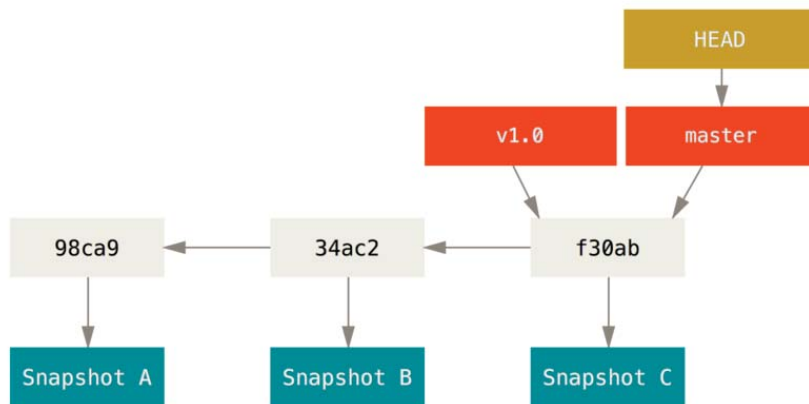 HEAD
v1.0
master
98ca9
34ac2
f30ab
Snapshot A
Snapshot B
Snapshot C